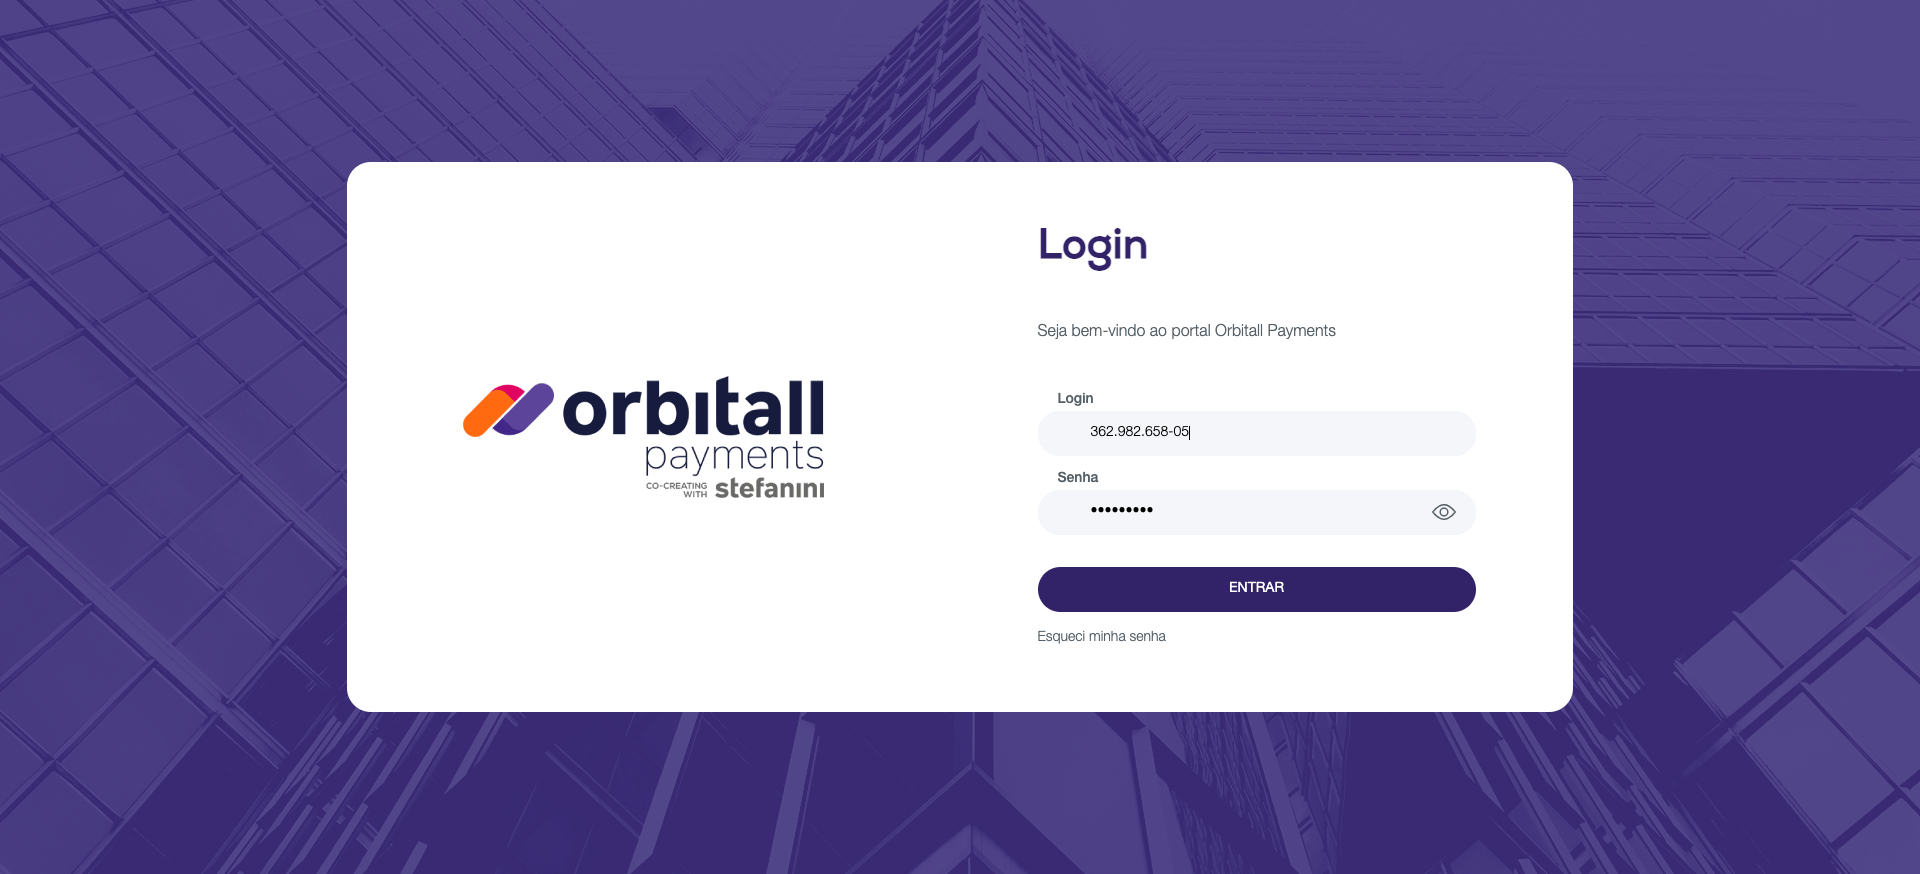 orbitall
payments
CO-CREATING
WITH
stefanini
Login
Seja bem-vindo ao portal Orbitall Payments
Login
362.982.658-05
Senha
•••••••••
ENTRAR
Esqueci minha senha